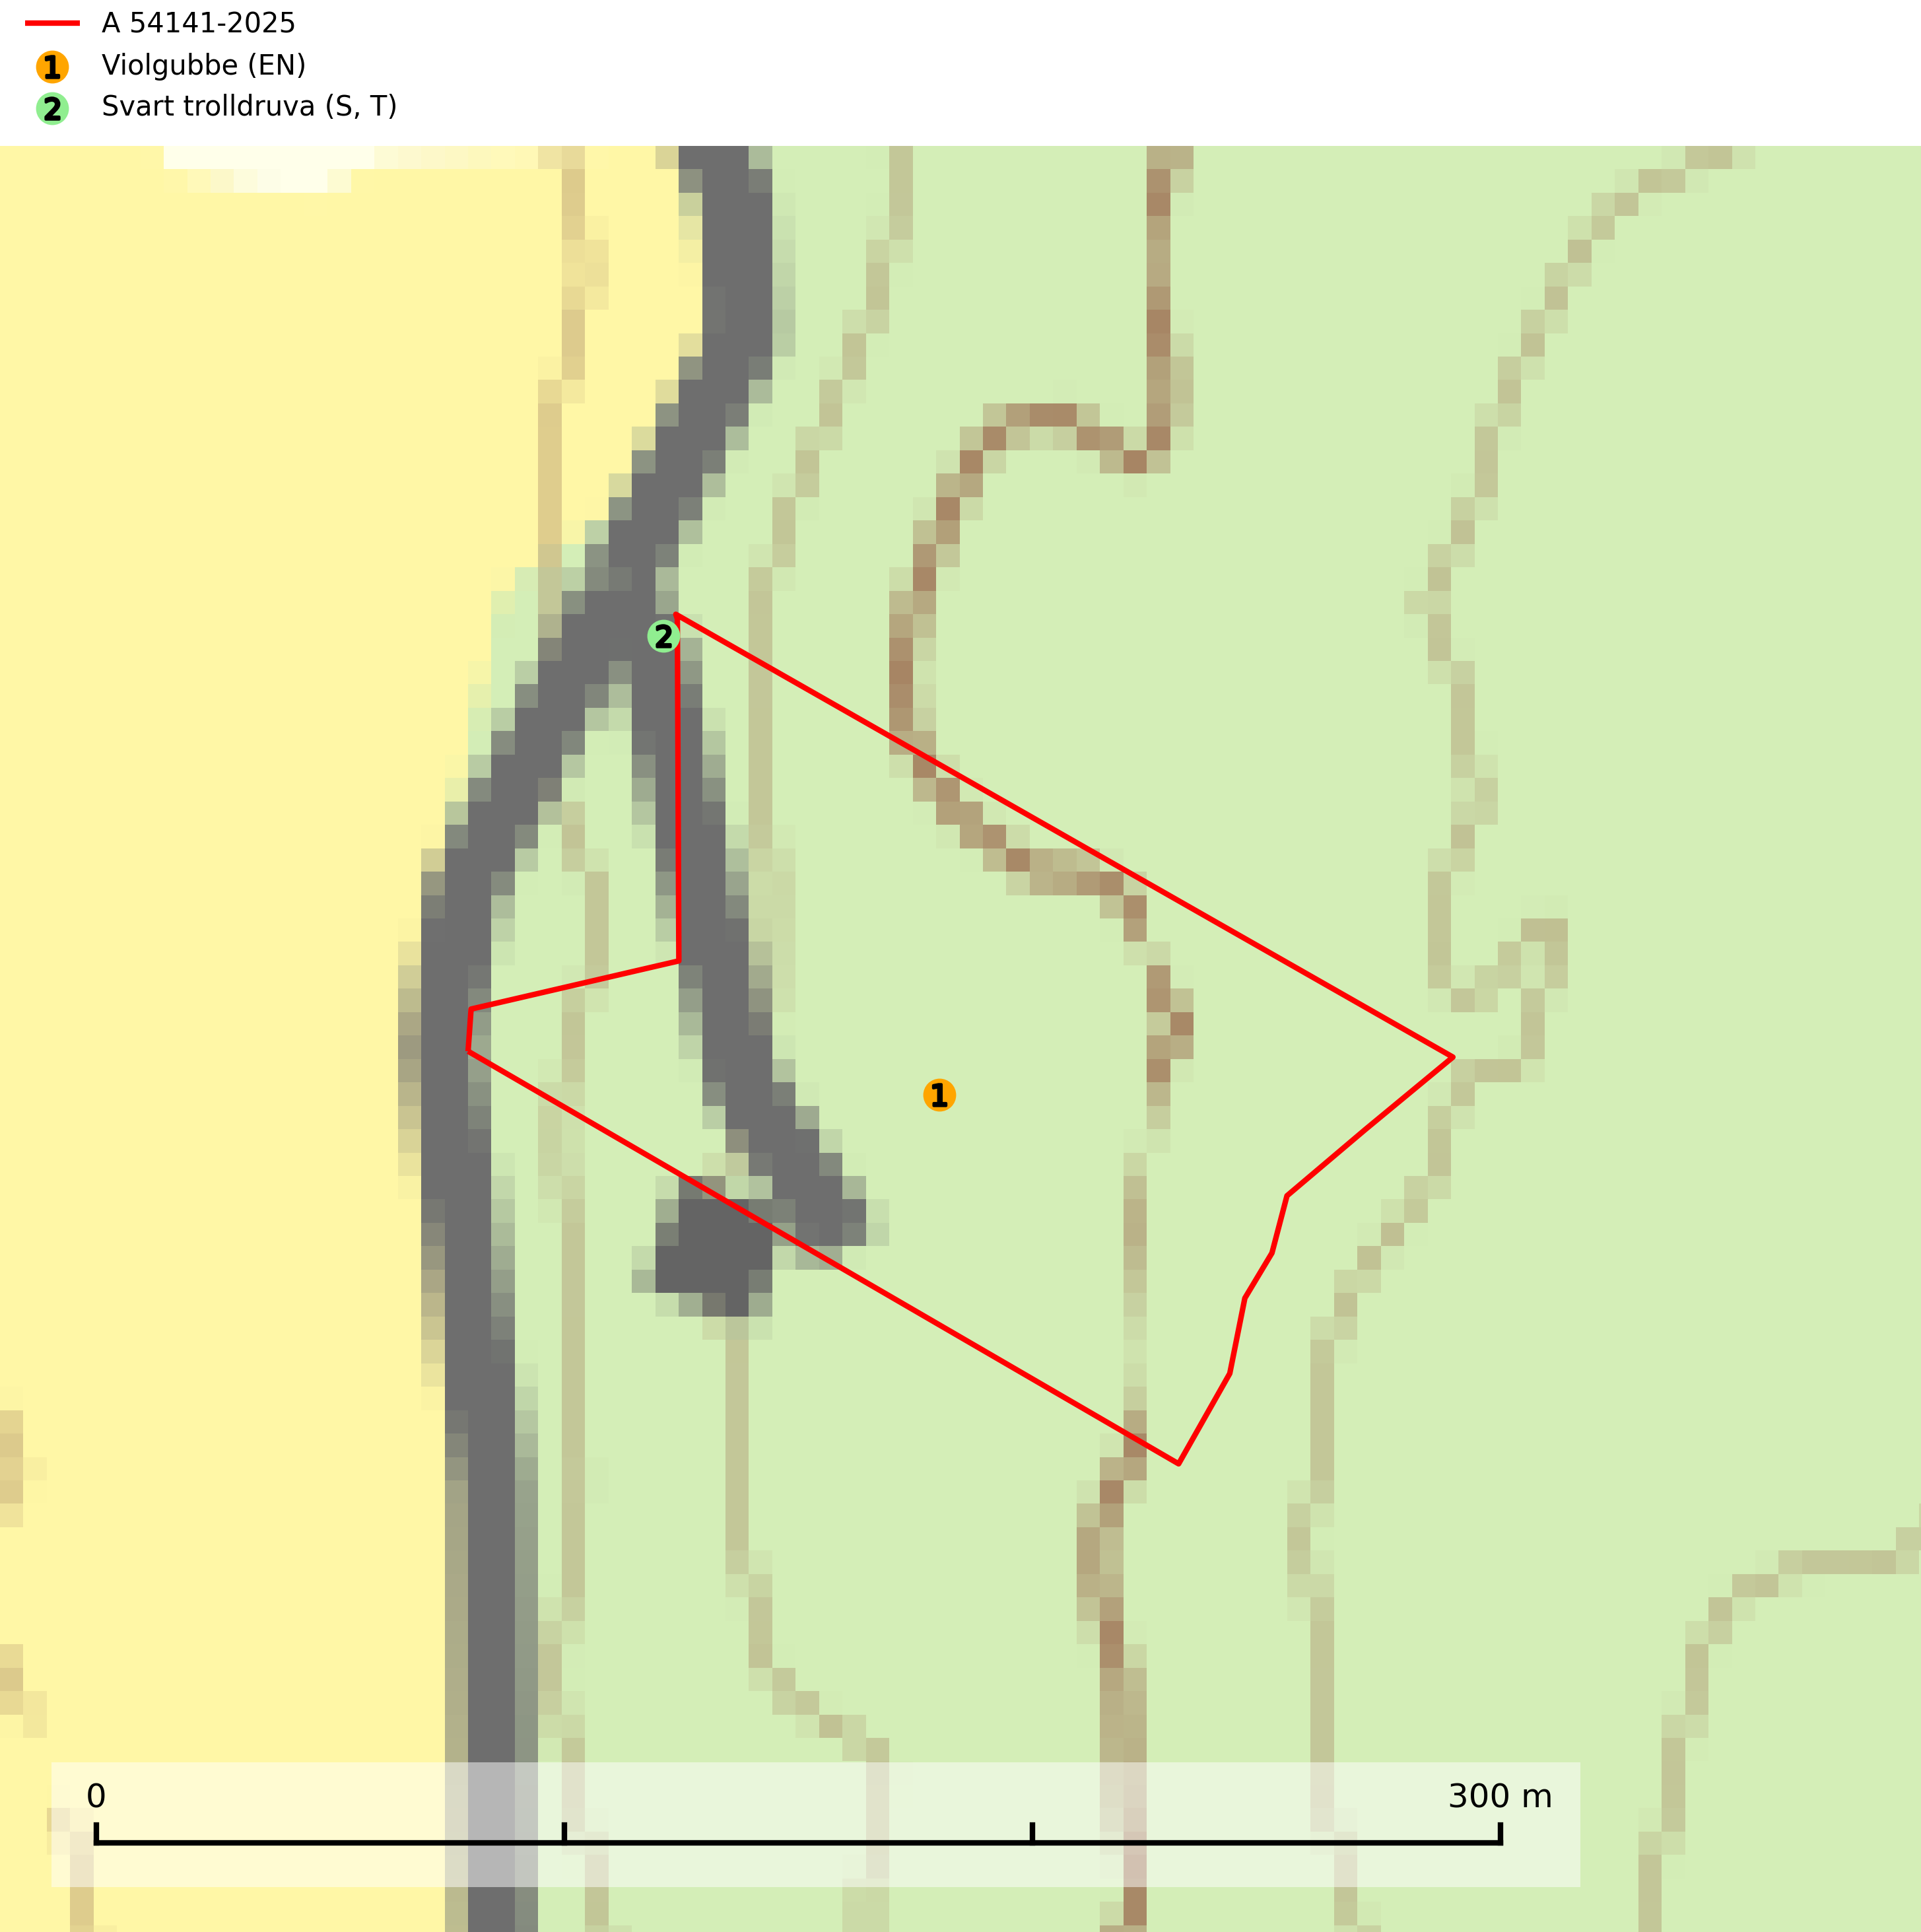 A 54141-2025
1 Violgubbe (EN)
2 Svart trolldruva (S, T)
2
1
0 300 m